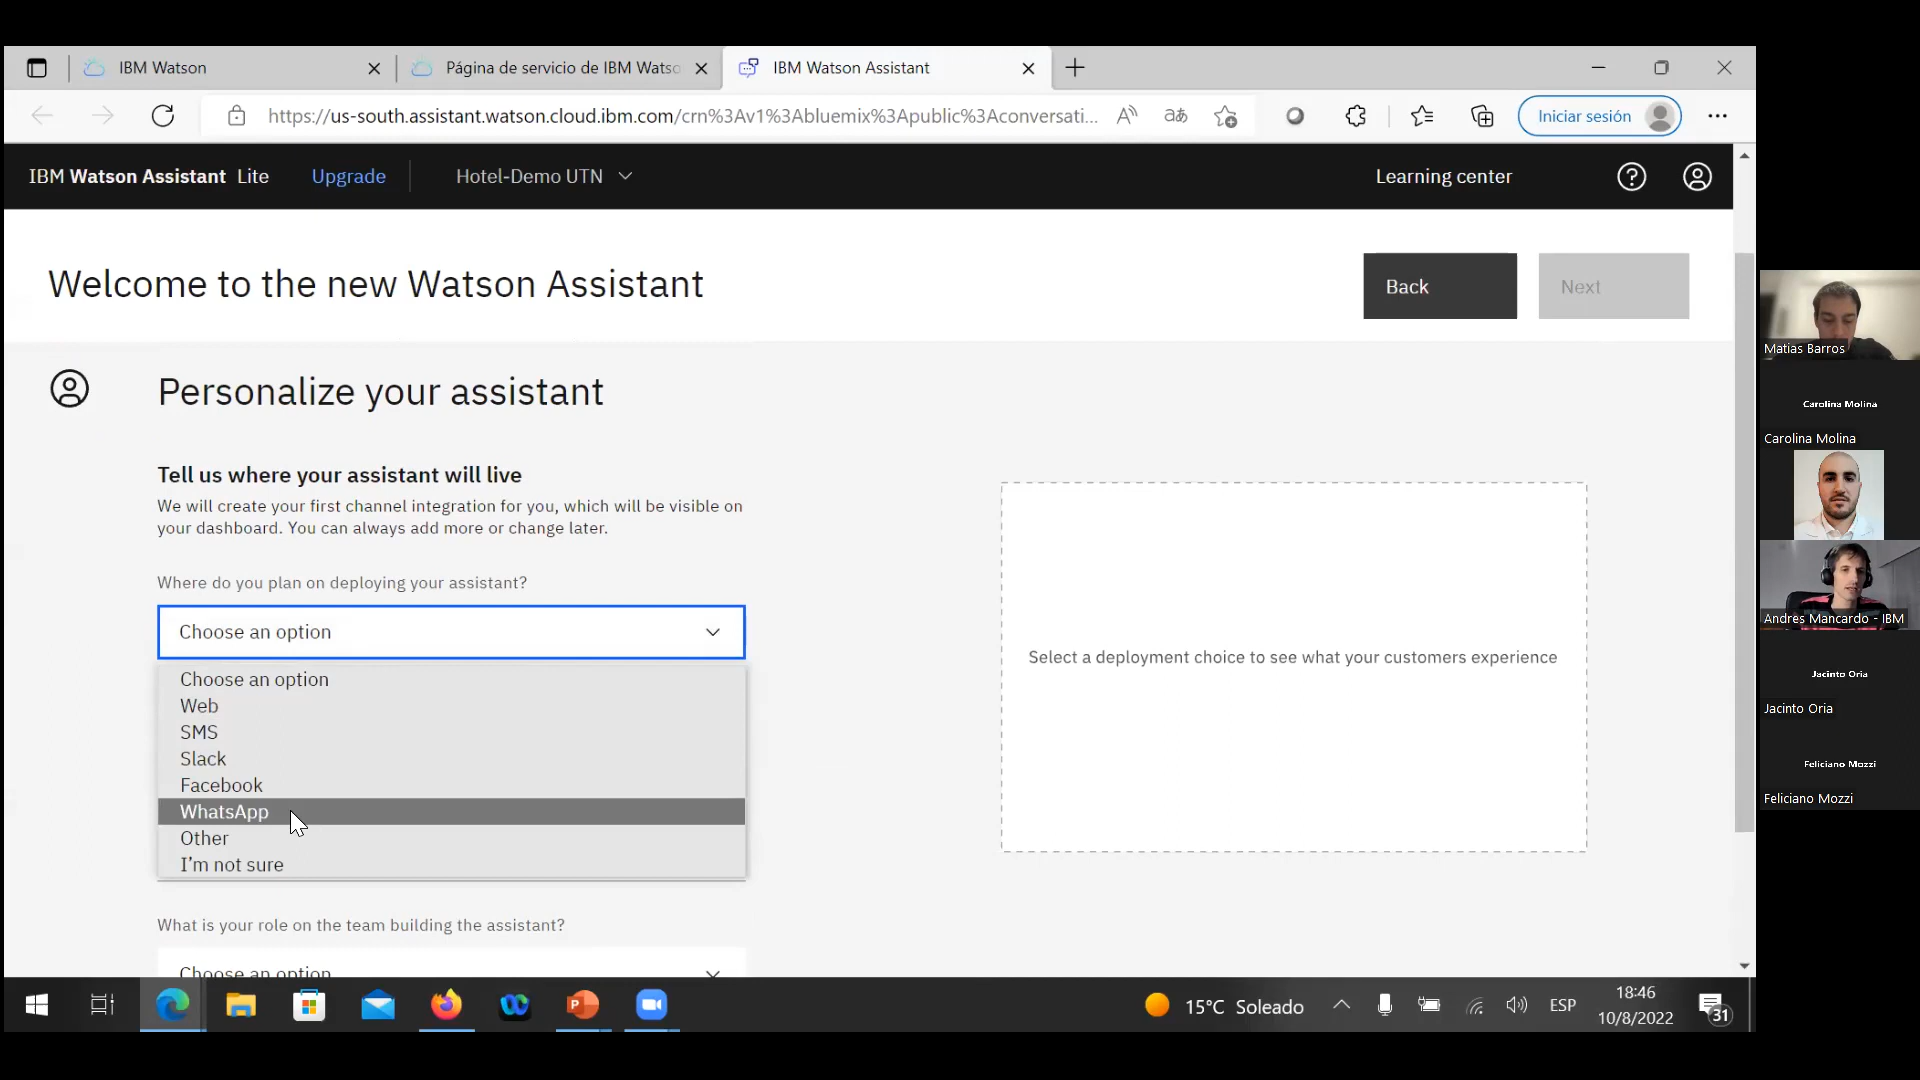 IBM Watson
Página de servicio de IBM Watso
IBM Watson Assistant
https://us-south.assistant.watson.cloud.ibm.com/crn%3Av1%3Abluemix%3Apublic%3Aconversati...
Iniciar sesión
IBM Watson Assistant Lite
Upgrade
Hotel-Demo UTN
Learning center
Welcome to the new Watson Assistant
Back
Next
Personalize your assistant
Tell us where your assistant will live
We will create your first channel integration for you, which will be visible on
your dashboard. You can always add more or change later.
Where do you plan on deploying your assistant?
Choose an option
Choose an option
Web
SMS
Slack
Facebook
WhatsApp
Other
I'm not sure
Select a deployment choice to see what your customers experience
What is your role on the team building the assistant?
Choose an option
15°C Soleado
ESP
18:46
10/8/2022
31
Matias Barros
Carolina Molina
Carolina Molina
Andres Mancardo - IBM
Jacinto Oria
Jacinto Oria
Feliciano Mozzi
Feliciano Mozzi